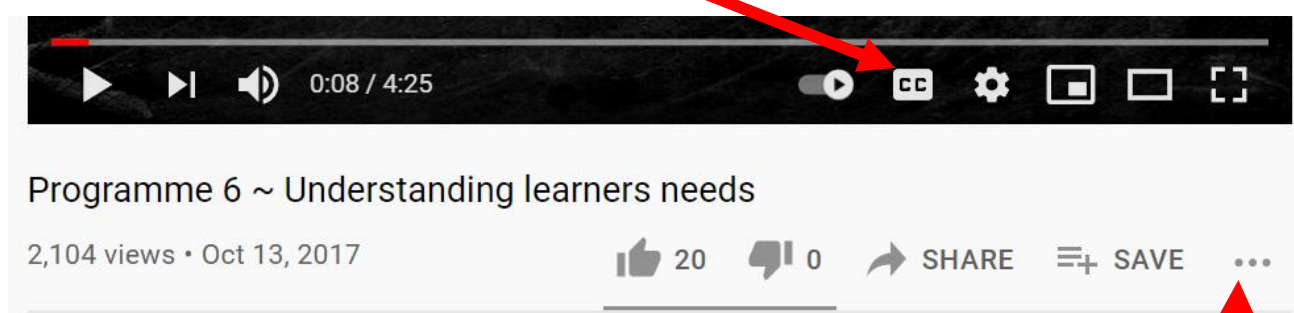 0:08 / 4:25 CC
Programme 6 ~ Understanding learners needs
2,104 views • Oct 13, 2017 20 0 SHARE SAVE